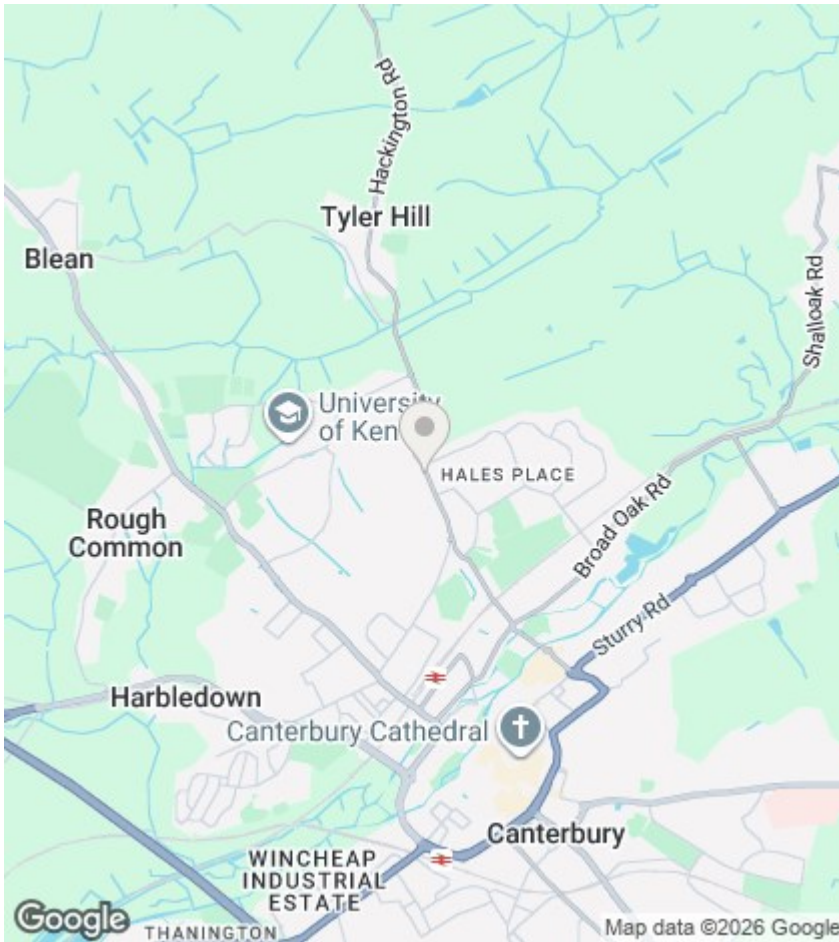 Hackington Rd
Tyler Hill
Blean
Shalloak Rd
University
of Ken
HALES PLACE
Broad Oak Rd
Rough
Common
Sturry Rd
Harbledown
Canterbury Cathedral
Canterbury
WINCHEAP
INDUSTRIAL
ESTATE
Google
THANINGTON
Map data ©2026 Google